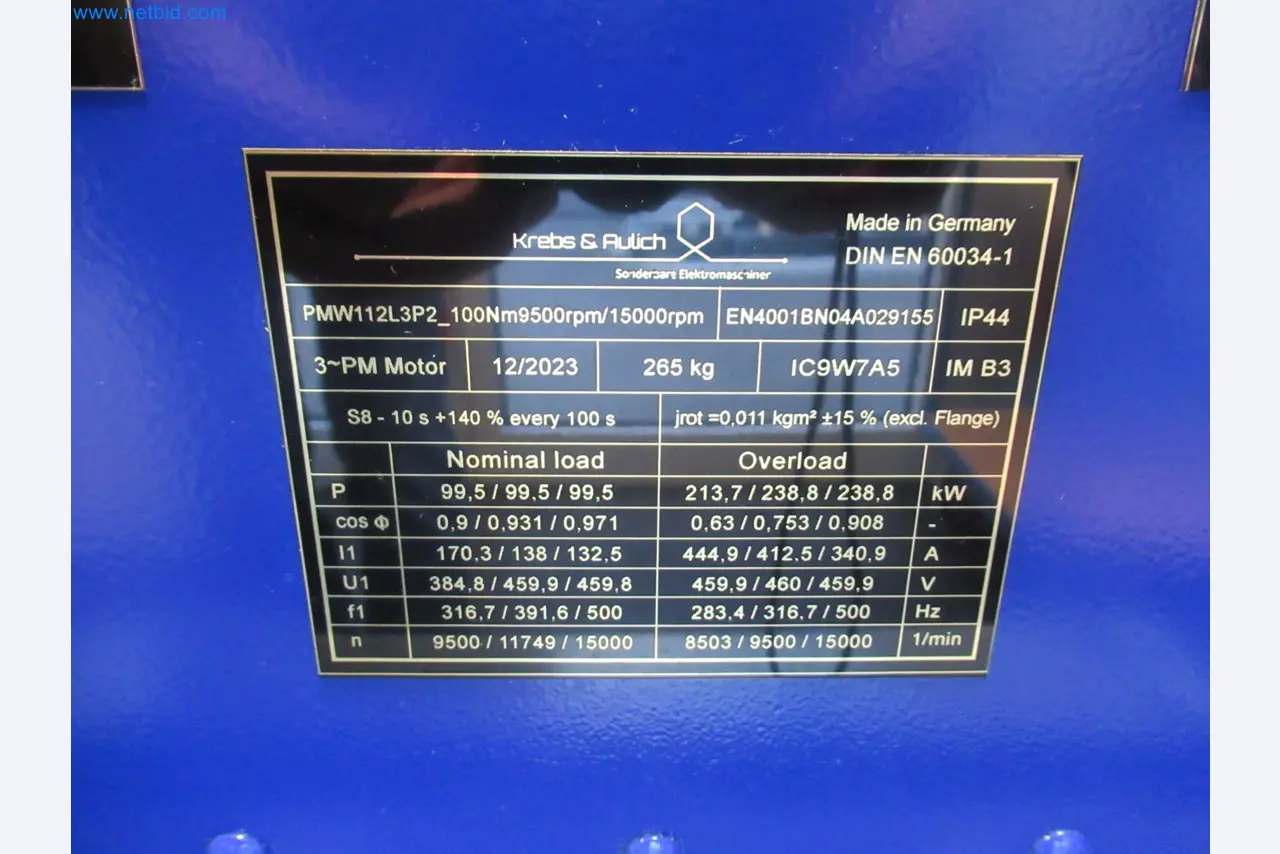 www.netbid.com
Krebs & Aulich
Sonderbare Elektromaschinen
Made in Germany
DIN EN 60034-1
PMW112L3P2_100Nm9500rpm/15000rpm EN4001BN04A029155 IP44
3~PM Motor 12/2023 265 kg IC9W7A5 IM B3
S8 - 10 s +140 % every 100 s jrot =0,011 kgm² ±15 % (excl. Flange)
Nominal load Overload
P 99,5 / 99,5 / 99,5 213,7 / 238,8 / 238,8 kW
cos Φ 0,9 / 0,931 / 0,971 0,63 / 0,753 / 0,908 -
I1 170,3 / 138 / 132,5 444,9 / 412,5 / 340,9 A
U1 384,8 / 459,9 / 459,8 459,9 / 460 / 459,9 V
f1 316,7 / 391,6 / 500 283,4 / 316,7 / 500 Hz
n 9500 / 11749 / 15000 8503 / 9500 / 15000 1/min